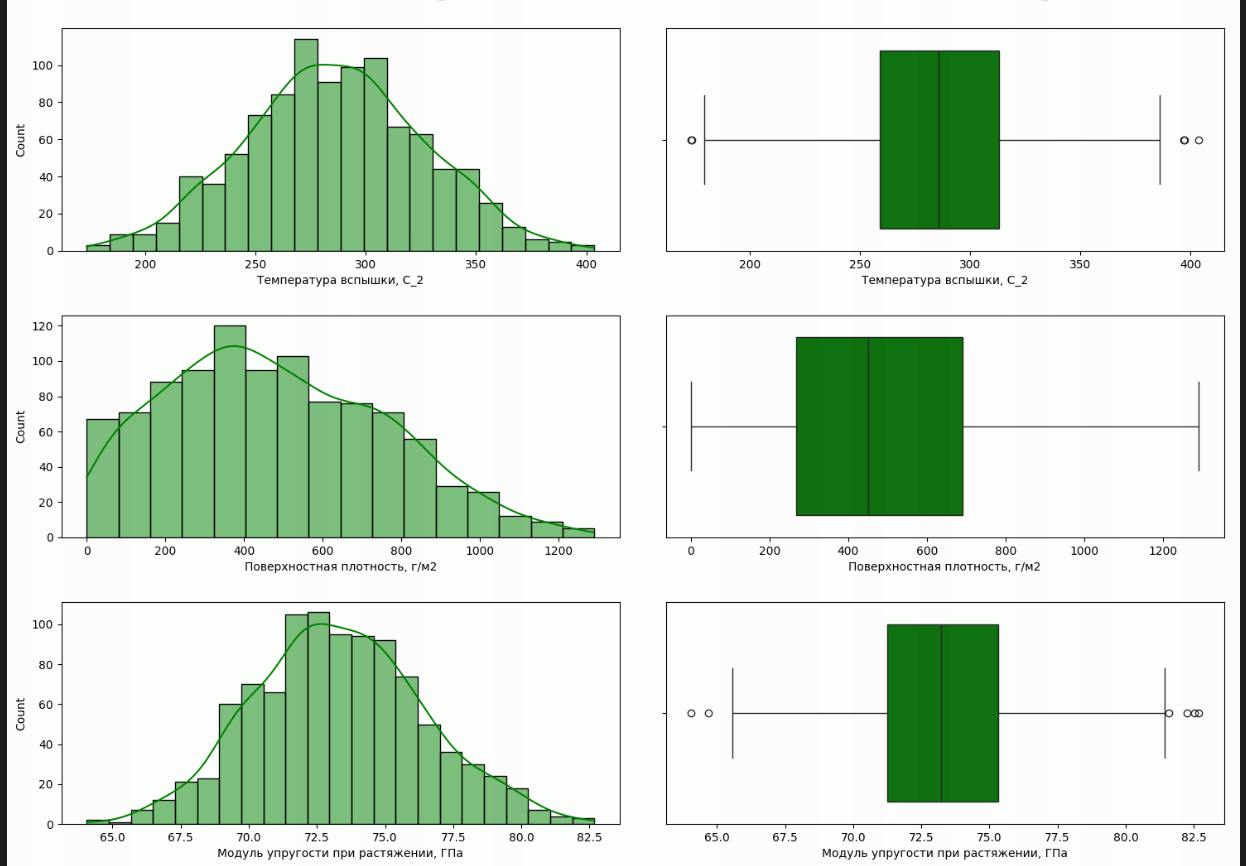 100
80
60
40
20
0
Count
200 250 300 350 400
Температура вспышки, С_2
200 250 300 350 400
Температура вспышки, С_2
120
100
80
60
40
20
0
Count
0 200 400 600 800 1000 1200
Поверхностная плотность, г/м2
0 200 400 600 800 1000 1200
Поверхностная плотность, г/м2
100
80
60
40
20
0
Count
65.0 67.5 70.0 72.5 75.0 77.5 80.0 82.5
Модуль упругости при растяжении, ГПа
65.0 67.5 70.0 72.5 75.0 77.5 80.0 82.5
Модуль упругости при растяжении, ГПа